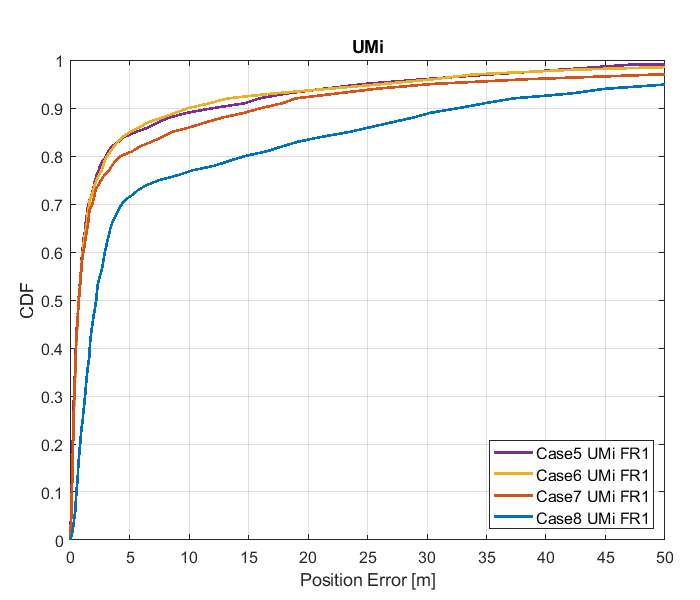 UMi
CDF
1
0.9
0.8
0.7
0.6
0.5
0.4
0.3
0.2
0.1
0
0 5 10 15 20 25 30 35 40 45 50
Position Error [m]
Case5 UMi FR1
Case6 UMi FR1
Case7 UMi FR1
Case8 UMi FR1